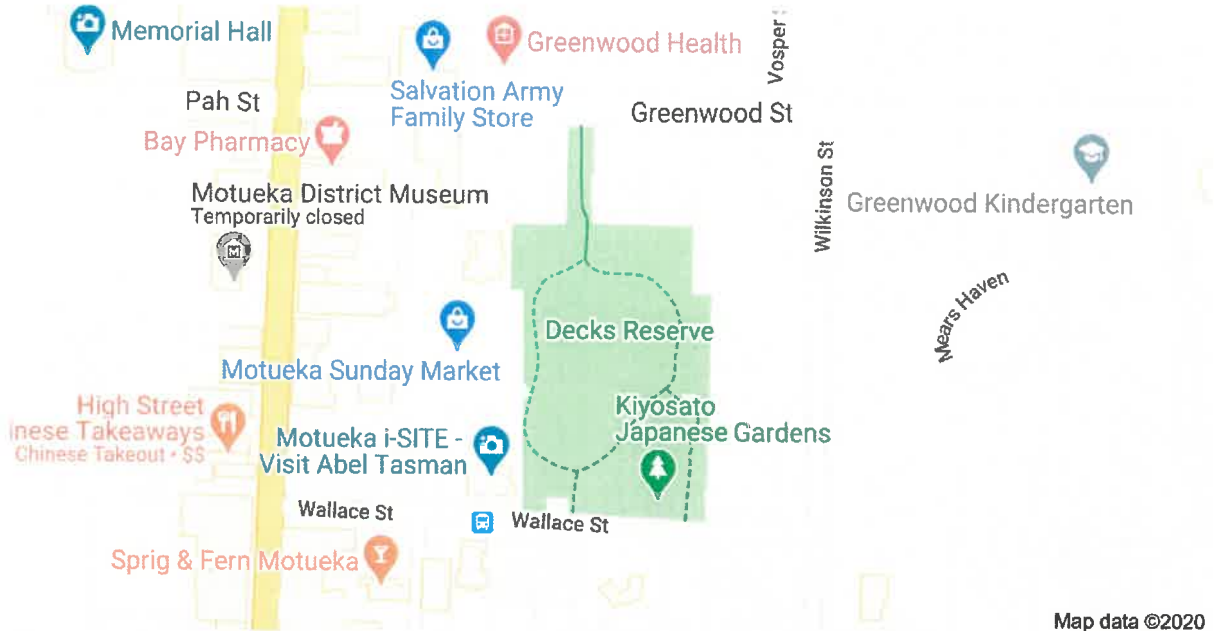 Memorial Hall
Greenwood Health
Vosper
Salvation Army
Family Store
Pah St
Greenwood St
Bay Pharmacy
Wilkinson St
Motueka District Museum
Temporarily closed
M
Greenwood Kindergarten
Mears Haven
Decks Reserve
Motueka Sunday Market
High Street
inese Takeaways
Chinese Takeout · $$
Kiyosato
Japanese Gardens
Motueka i-SITE -
Visit Abel Tasman
Wallace St
Wallace St
Sprig & Fern Motueka
Map data ©2020